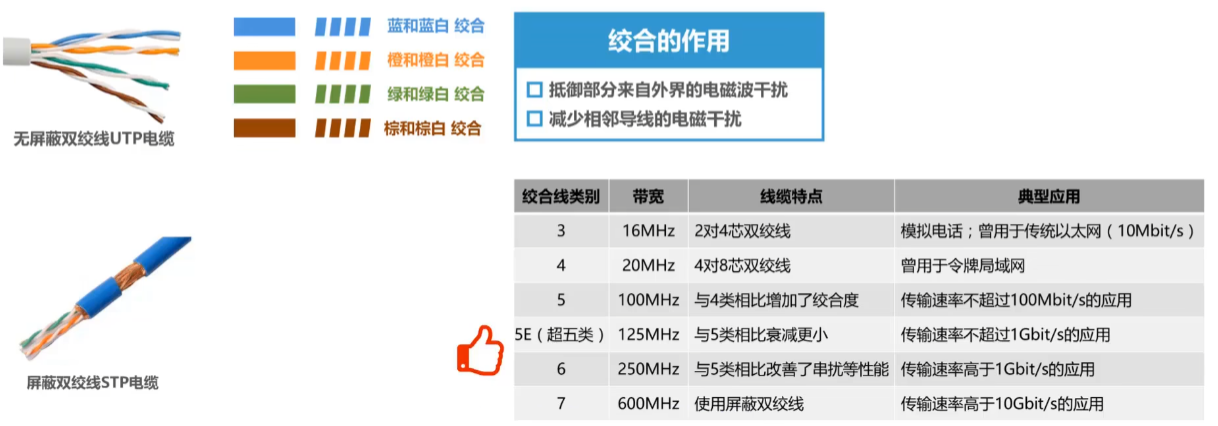 蓝和蓝白 绞合
橙和橙白 绞合
绿和绿白 绞合
棕和棕白 绞合
无屏蔽双绞线UTP电缆
绞合的作用
抵御部分来自外界的电磁波干扰
减少相邻导线的电磁干扰
屏蔽双绞线STP电缆
绞合线类别 带宽 线缆特点 典型应用
3 16MHz 2对4芯双绞线 模拟电话；曾用于传统以太网（10Mbit/s）
4 20MHz 4对8芯双绞线 曾用于令牌局域网
5 100MHz 与4类相比增加了绞合度 传输速率不超过100Mbit/s的应用
5E（超五类） 125MHz 与5类相比衰减更小 传输速率不超过1Gbit/s的应用
6 250MHz 与5类相比改善了串扰等性能 传输速率高于1Gbit/s的应用
7 600MHz 使用屏蔽双绞线 传输速率高于10Gbit/s的应用